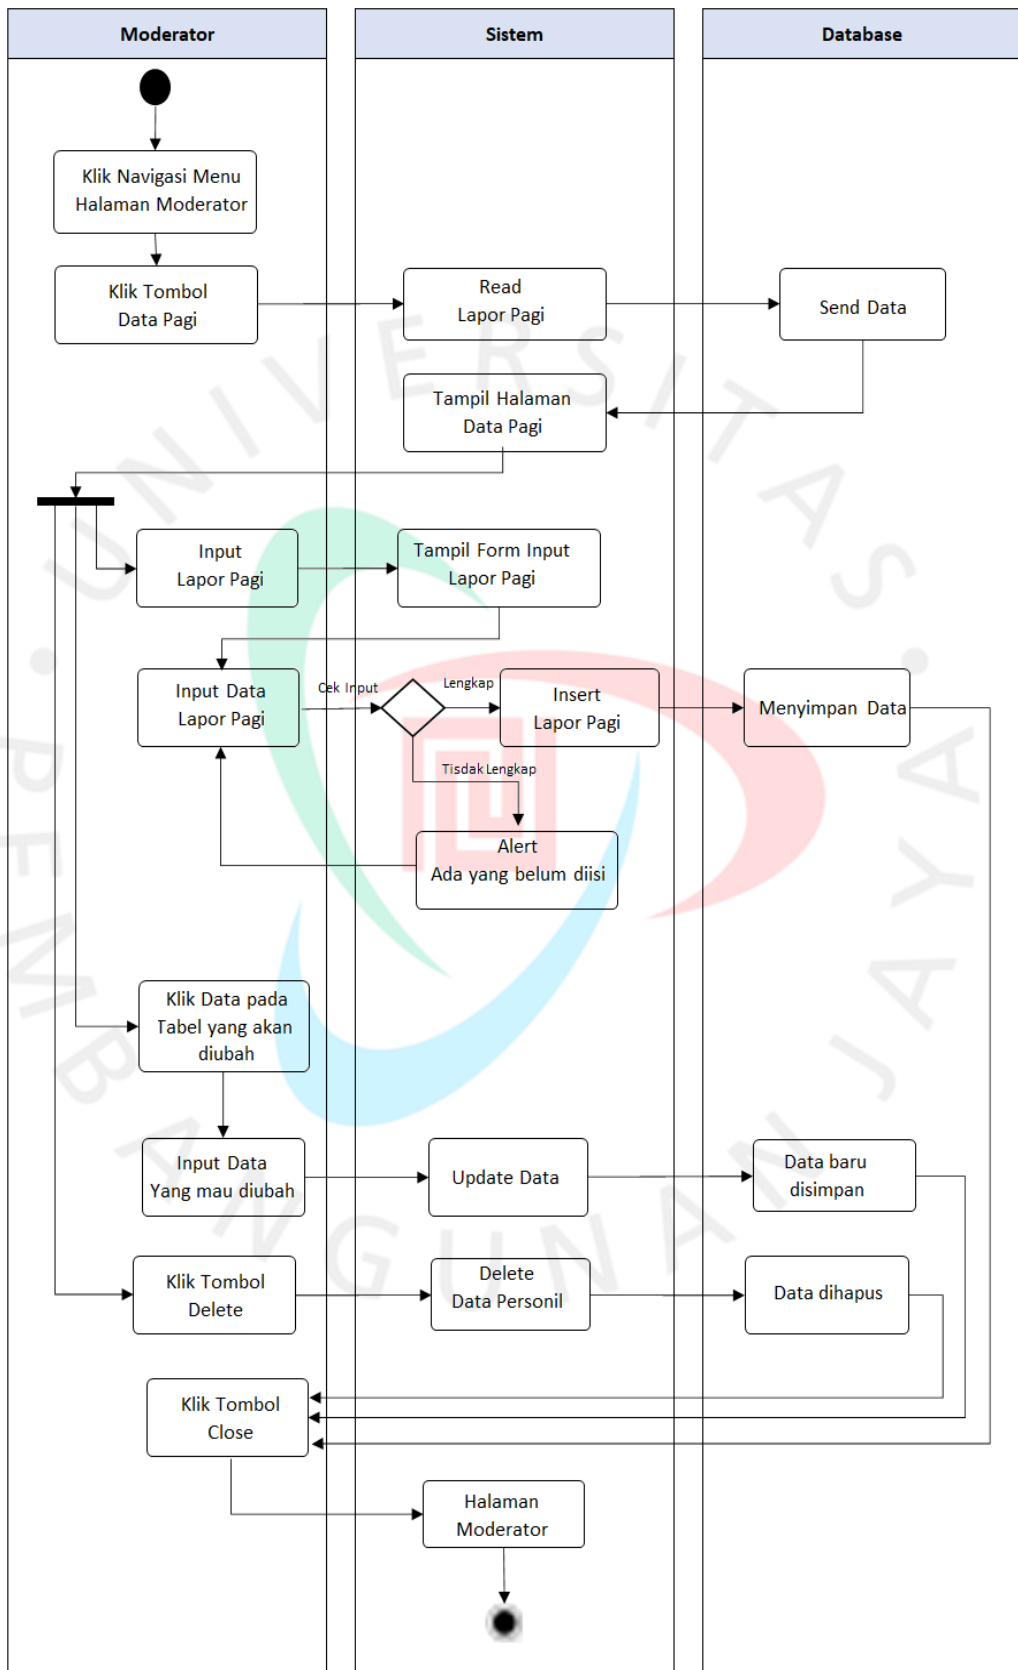 Moderator
Sistem
Database
Klik Navigasi Menu
Halaman Moderator
Klik Tombol
Data Pagi
Read
Lapor Pagi
Send Data
Tampil Halaman
Data Pagi
Input
Lapor Pagi
Tampil Form Input
Lapor Pagi
Input Data
Lapor Pagi
Cek Input
Lengkap
Insert
Lapor Pagi
Menyimpan Data
Tisdak Lengkap
Alert
Ada yang belum diisi
Klik Data pada
Tabel yang akan
diubah
Input Data
Yang mau diubah
Update Data
Data baru
disimpan
Klik Tombol
Delete
Delete
Data Personil
Data dihapus
Klik Tombol
Close
Halaman
Moderator
UNIVERSITAS
PEMBANGUNAN JAYA